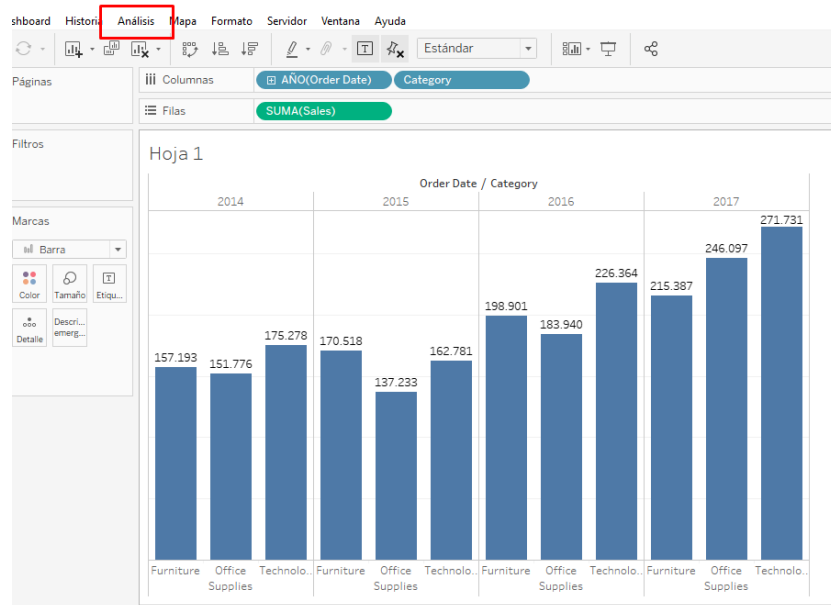 shboard Historia Análisis Mapa Formato Servidor Ventana Ayuda
T Estándar
Páginas
iii Columnas AÑO(Order Date) Category
Filas SUMA(Sales)
Filtros
Hoja 1
Order Date / Category
2014 2015 2016 2017
Marcas
Barra
Color Tamaño Etiqu...
Detalle Descri... emerg...
157.193 151.776 175.278 170.518 137.233 162.781 198.901 183.940 226.364 215.387 246.097 271.731
Furniture Office Supplies Technolo.. Furniture Office Supplies Technolo.. Furniture Office Supplies Technolo.. Furniture Office Supplies Technolo..